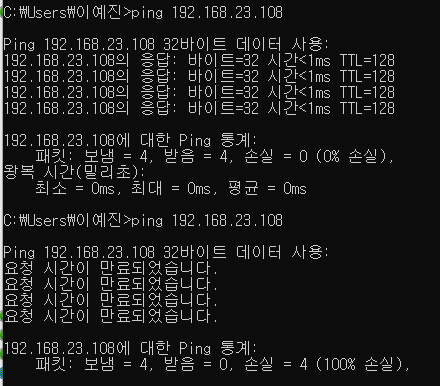 C:\Users\이예진>ping 192.168.23.108
Ping 192.168.23.108 32바이트 데이터 사용:
192.168.23.108의 응답: 바이트=32 시간<1ms TTL=128
192.168.23.108의 응답: 바이트=32 시간<1ms TTL=128
192.168.23.108의 응답: 바이트=32 시간<1ms TTL=128
192.168.23.108의 응답: 바이트=32 시간<1ms TTL=128
192.168.23.108에 대한 Ping 통계:
패킷: 보냄 = 4, 받음 = 4, 손실 = 0 (0% 손실),
왕복 시간(밀리초):
최소 = 0ms, 최대 = 0ms, 평균 = 0ms
C:\Users\이예진>ping 192.168.23.108
Ping 192.168.23.108 32바이트 데이터 사용:
요청 시간이 만료되었습니다.
요청 시간이 만료되었습니다.
요청 시간이 만료되었습니다.
요청 시간이 만료되었습니다.
192.168.23.108에 대한 Ping 통계:
패킷: 보냄 = 4, 받음 = 0, 손실 = 4 (100% 손실),